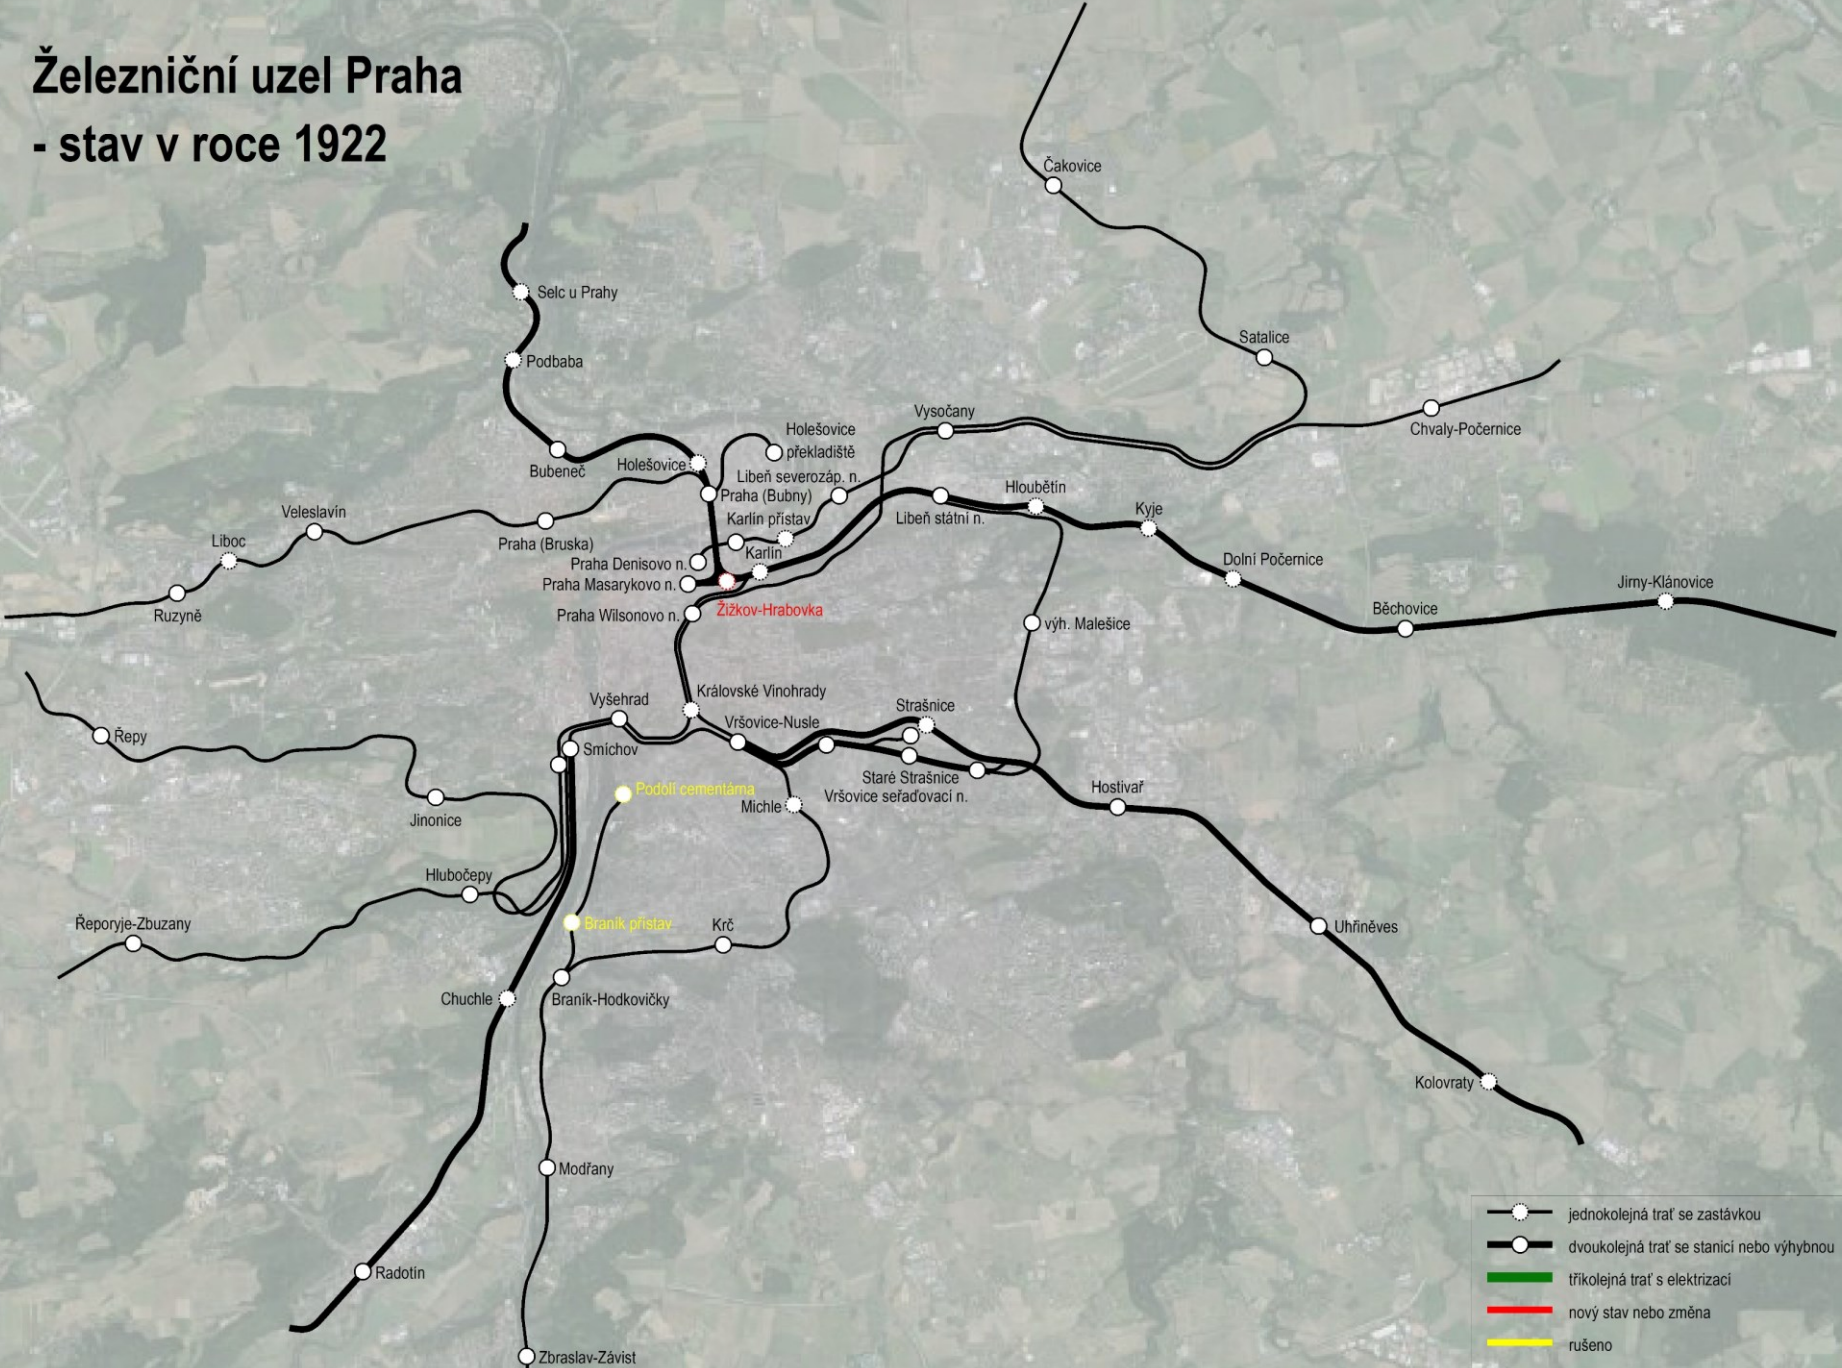 Železniční uzel Praha
- stav v roce 1922
Čakovice
Selc u Prahy
Satalice
Podbaba
Vysočany
Chvaly-Počernice
Holešovice
překladiště
Bubeneč
Holešovice
Libeň severozáp. n.
Praha (Bubny)
Hloubětín
Veleslavín
Karlín přístav
Libeň státní n.
Kyje
Liboc
Praha (Bruska)
Karlín
Dolní Počernice
Praha Denisovo n.
Praha Masarykovo n.
Jirny-Klánovice
Ruzyně
Praha Wilsonovo n.
Žižkov-Hrabovka
Běchovice
výh. Malešice
Královské Vinohrady
Vyšehrad
Strašnice
Vršovice-Nusle
Řepy
Smíchov
Staré Strašnice
Podolí cementárna
Vršovice seřaďovací n.
Hostivař
Michle
Jinonice
Hlubočepy
Řeporyje-Zbuzany
Braník přístav
Krč
Uhřiněves
Chuchle
Braník-Hodkovičky
Kolovraty
Modřany
Radotín
Zbraslav-Závist
jednokolejná trať se zastávkou
dvoukolejná trať se stanicí nebo výhybnou
tříkolejná trať s elektrizací
nový stav nebo změna
rušeno